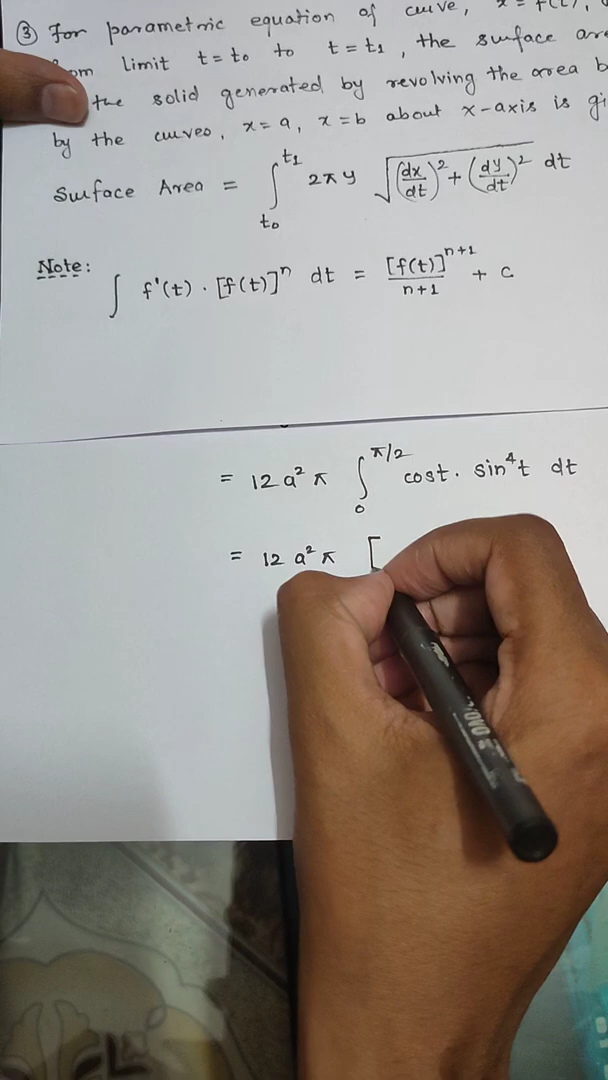 ③ For parametric equation of curve, x = f(t),
limit t = t₀ to t = t₁, the surface
the solid generated by revolving the area
by the curves, x = a, x = b about x-axis is
Surface Area = ∫_{t₀}^{t₁} 2πy √((dx/dt)² + (dy/dt)²) dt
Note:
∫ f'(t) · [f(t)]ⁿ dt = [f(t)]ⁿ⁺¹/(n+1) + c
= 12 a² π ∫_0^{π/2} cost · sin⁴t dt
= 12 a² π [